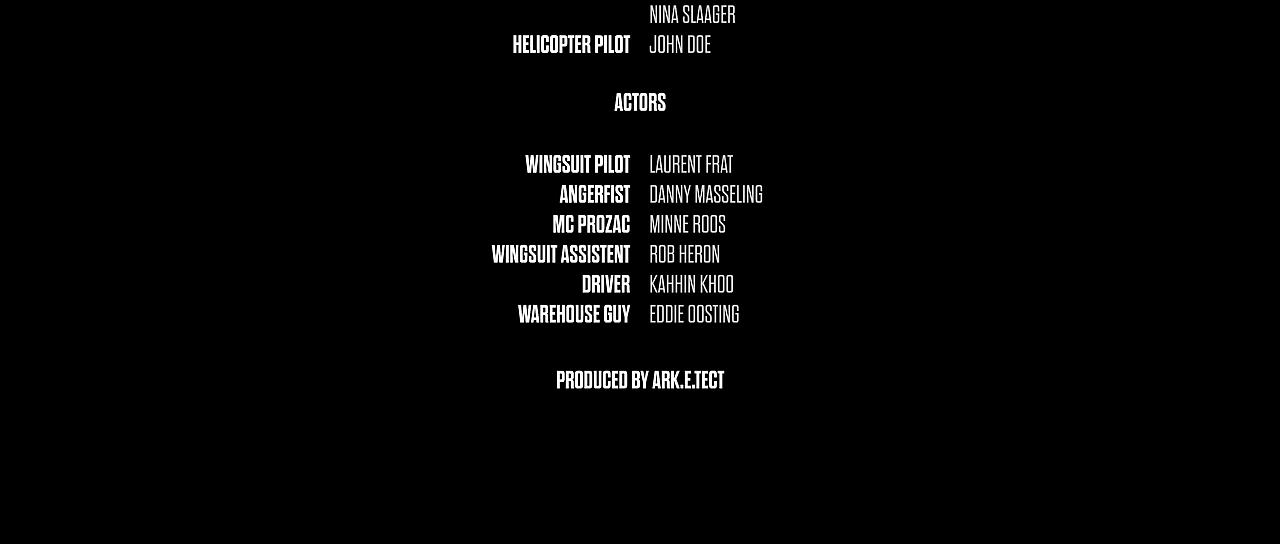 NINA SLAAGER
HELICOPTER PILOT JOHN DOE
ACTORS
WINGSUIT PILOT LAURENT FRAT
ANGERFIST DANNY MASSELING
MC PROZAC MINNE ROOS
WINGSUIT ASSISTENT ROB HERON
DRIVER KAHHIN KHOO
WAREHOUSE GUY EDDIE OOSTING
PRODUCED BY ARK.E.TECT